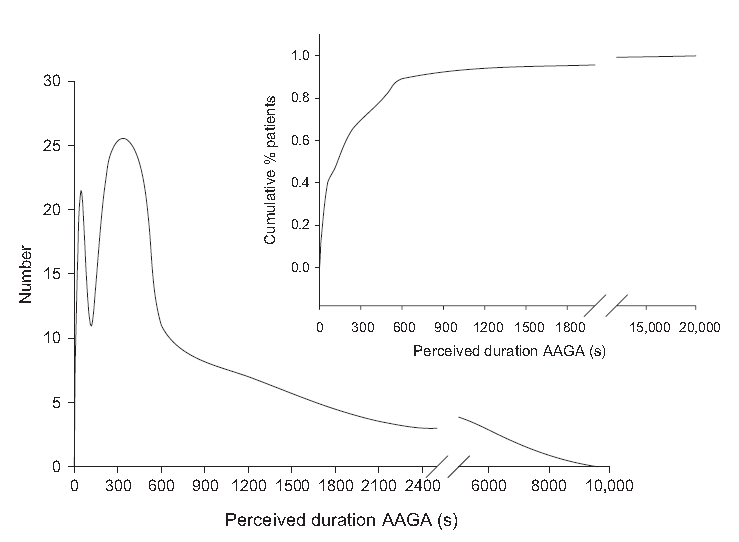 1.0
0.8
0.6
0.4
0.2
0.0
Cumulative % patients
0 300 600 900 1200 1500 1800 15,000 20,000
Perceived duration AAGA (s)
30
25
20
15
10
5
0
Number
0 300 600 900 1200 1500 1800 2100 2400 6000 8000 10,000
Perceived duration AAGA (s)